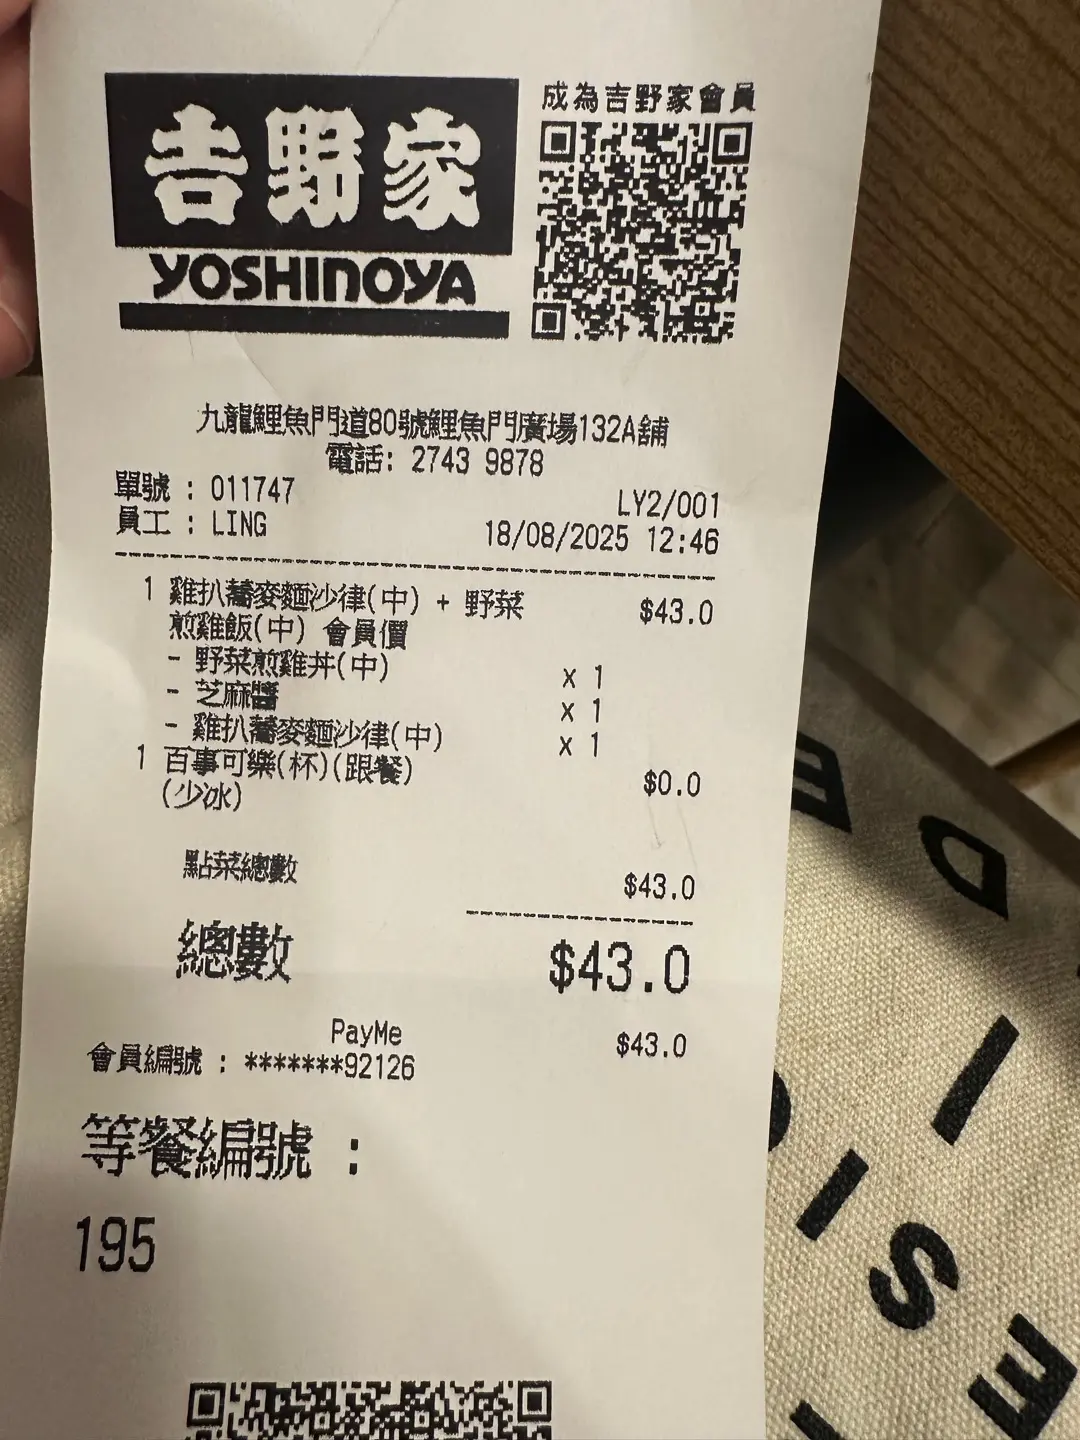 吉野家
YOSHINOYA
成為吉野家會員
九龍鯉魚門道80號鯉魚門廣場132A舖
電話: 2743 9878
單號 : 011747
LY2/001
員工 : LING
18/08/2025 12:46
1 雞扒蕎麥麵沙律(中) + 野菜 $43.0
煎雞飯(中) 會員價
- 野菜煎雞丼(中) x 1
- 芝麻醬 x 1
- 雞扒蕎麥麵沙律(中) x 1
1 百事可樂(杯)(跟餐) $0.0
(少冰)
點菜總數 $43.0
總數 $43.0
PayMe $43.0
會員編號 : *******92126
等餐編號 :
195